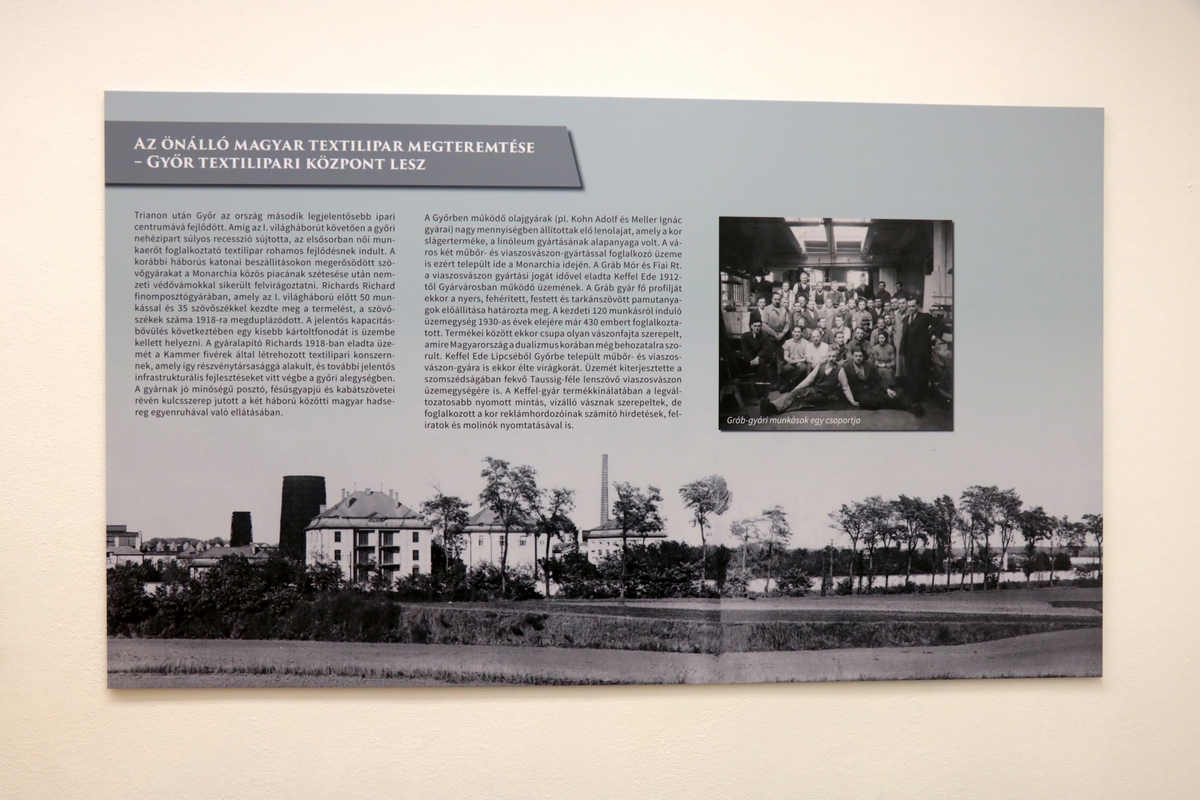 AZ ÖNÁLLÓ MAGYAR TEXTILIPAR MEGTEREMTÉSE
– GYŐR TEXTILIPARI KÖZPONT LESZ
Trianon után Győr az ország második legjelentősebb ipari
centrumává fejlődött. Amíg az I. világháborút követően a győri
nehézipart súlyos recesszió sújtotta, az elsősorban női mun-
kaerőt foglalkoztató textilipar rohamos fejlődésnek indult. A
korábbi háborús katonai beszállításokon megerősödött szö-
vőgyárakat a Monarchia közös piacának szétesése után nem-
zeti védővámokkal sikerült felvirágoztatni. Richards Richard
finomposztógyárában, amely az I. világháború előtt 50 mun-
kással és 35 szövőszékkel kezdte meg a termelést, a szövő-
székek száma 1918-ra megduplázódott. A jelentős kapacitás-
bővülés következtében egy kisebb kártoltfonodát is üzembe
kellett helyezni. A gyáralapító Richards 1918-ban eladta üze-
mét a Kammer fivérek által létrehozott textilipari konszern-
nek, amely így részvénytársasággá alakult, és további jelentős
infrastrukturális fejlesztéseket vitt végbe a győri alegységben.
A gyárnak jó minőségű posztó, fésűsgyapjú és kabátszövetei
révén kulcsszerep jutott a két háború közötti magyar hadse-
reg egyenruhával való ellátásában.
A Győrben működő olajgyárak (pl. Kohn Adolf és Meller Ignác
gyárai) nagy mennyiségben állítottak elő lenolajat, amely a kor
slágerterméke, a linóleum gyártásának alapanyaga volt. A vá-
ros két műbőr- és viaszosvászon-gyártással foglalkozó üzeme
is ezért települt ide a Monarchia idején. A Gráb Mór és Fiai Rt.
a viaszosvászon gyártási jogát idővel eladta Keffel Ede 1912-
től Gyárvárosban működő üzemének. A Gráb gyár fő profilját
ekkor a nyers, fehérített, festett és tarkánszövött pamutanya-
gok előállítása határozta meg. A kezdeti 120 munkásról induló
üzemegység 1930-as évek elejére már 430 embert foglalkozta-
tott. Termékei között ekkor csupa olyan vászonfajta szerepelt,
amire Magyarország a dualizmus korában még behozatalra szo-
rult. Keffel Ede Lipcséből Győrbe települt műbőr- és viaszos-
vászon-gyára is ekkor élte virágkorát. Üzemét kiterjesztette a
szomszédságában fekvő Taussig-féle lenszövő viaszosvászon
üzemegységére is. A Keffel-gyár termékkínálatában a legvál-
tozatosabb nyomott mintás, vízálló vásznak szerepeltek, de
foglalkozott a kor reklámhordozóinak számító hirdetések, fel-
iratok és molinók nyomtatásával is.
Gráb-gyári munkások egy csoportja